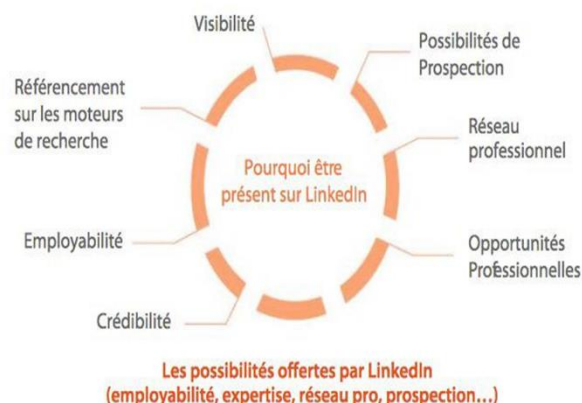 Visibilité
Possibilités de
Prospection
Référencement
sur les moteurs
de recherche
Réseau
professionnel
Pourquoi être
présent sur LinkedIn
Employabilité
Opportunités
Professionnelles
Crédibilité
Les possibilités offertes par LinkedIn
(employabilité, expertise, réseau pro, prospection…)